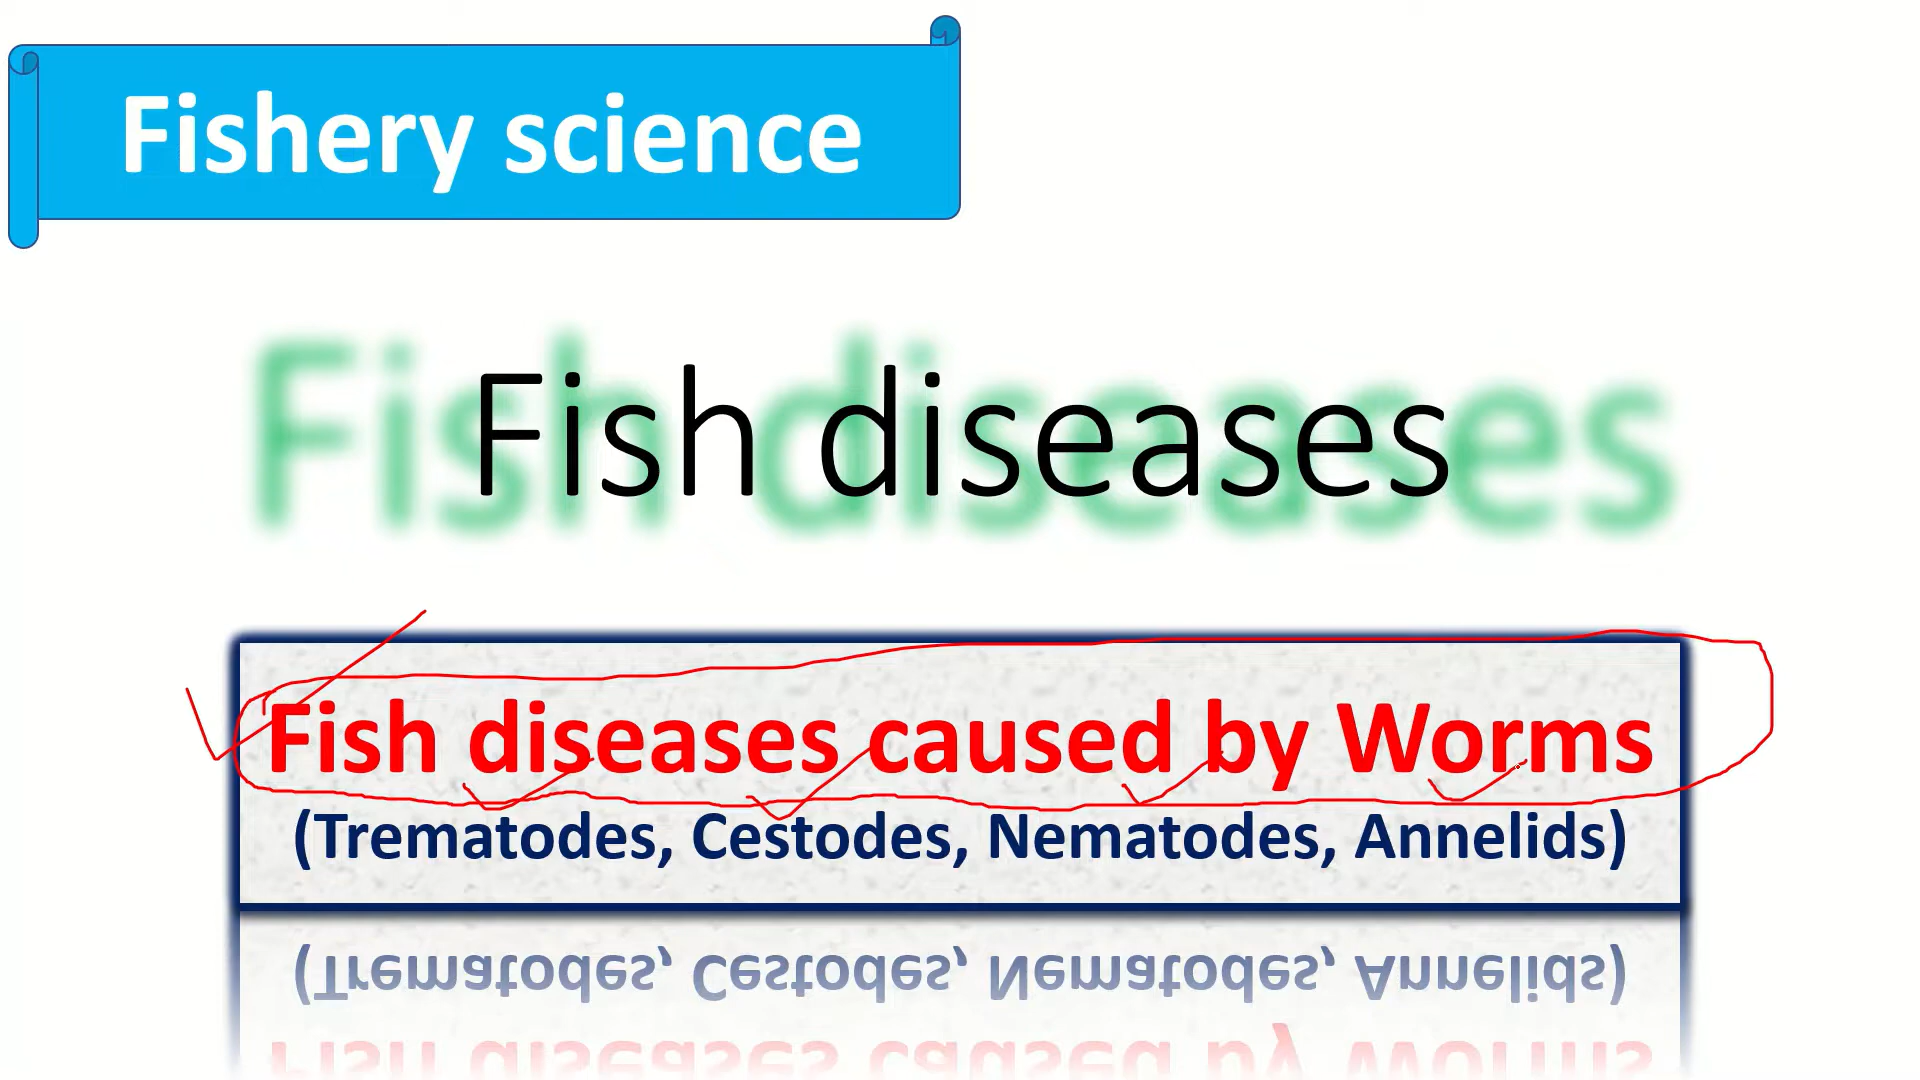 Fishery science
Fish diseases
Fish diseases caused by Worms
(Trematodes, Cestodes, Nematodes, Annelids)